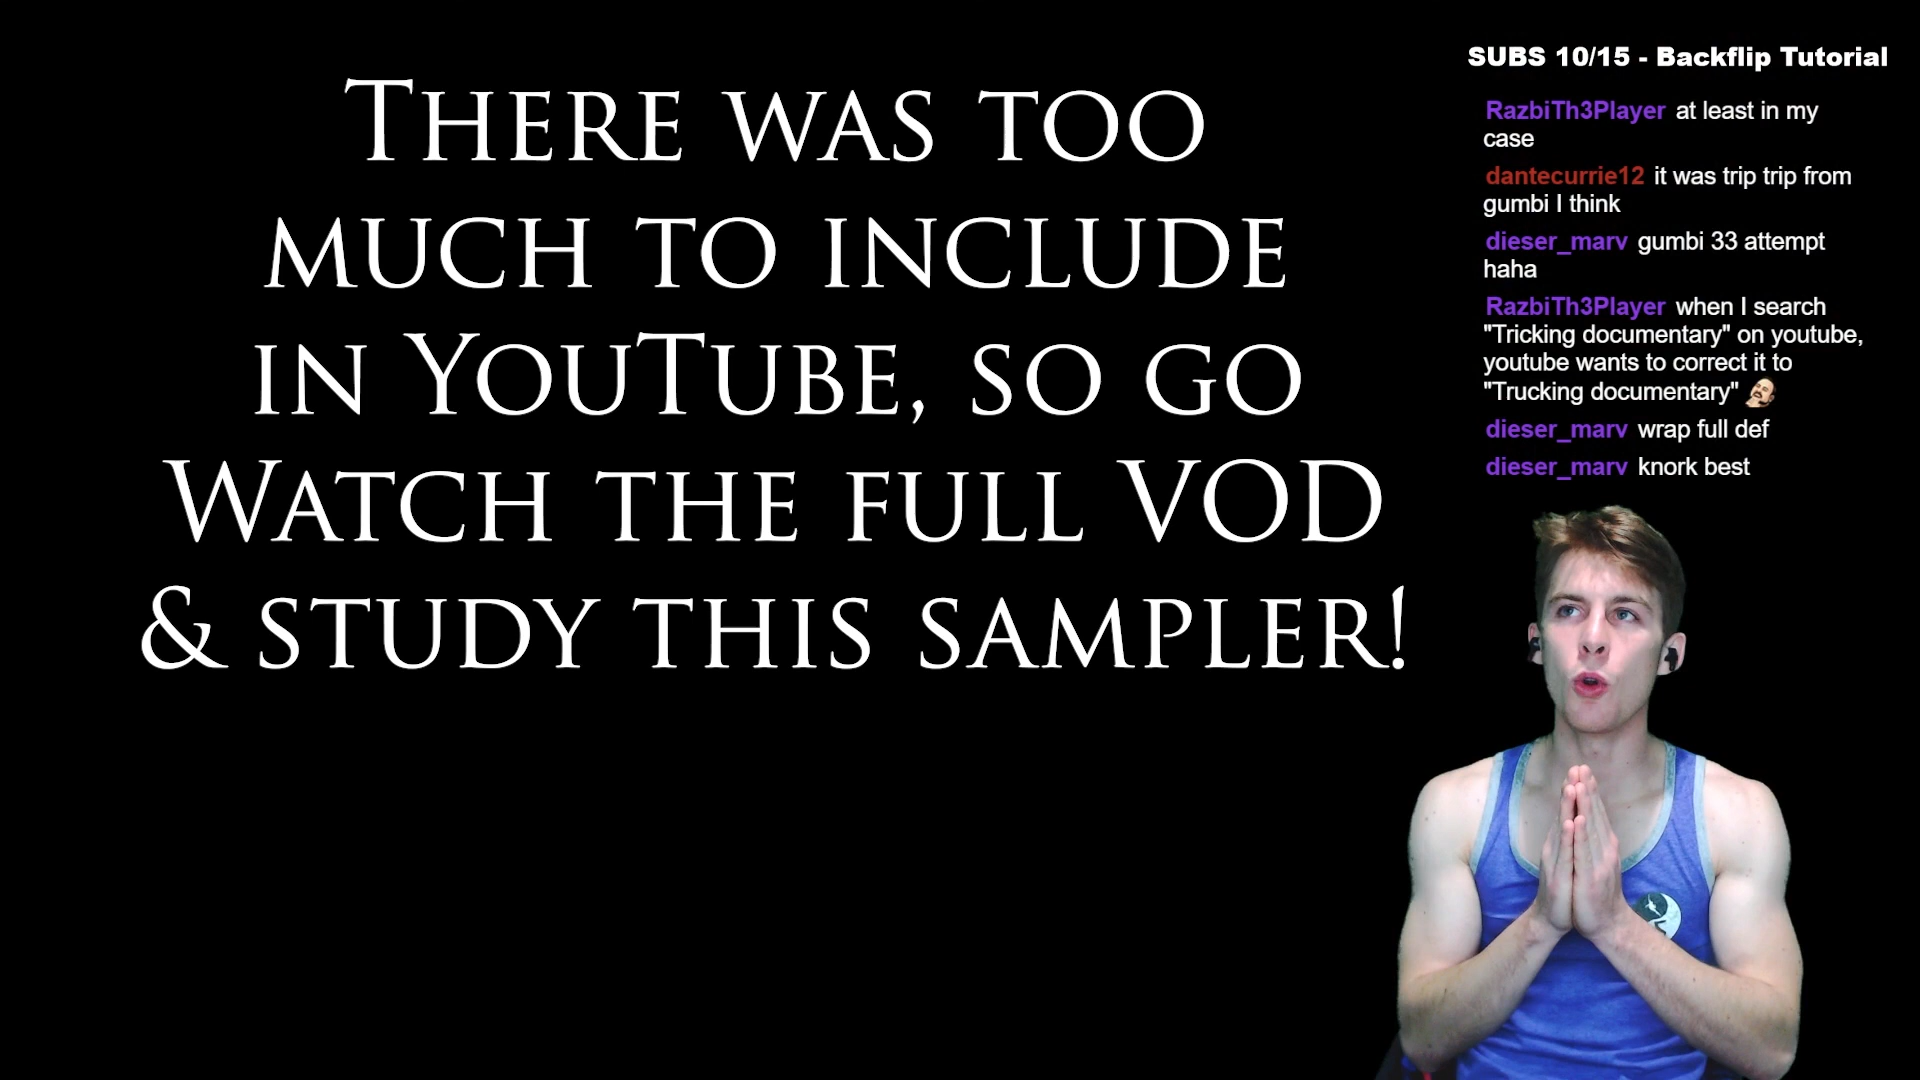 There was too
much to include
in YouTube, so go
Watch the full VOD
& study this sampler!
SUBS 10/15 - Backflip Tutorial
RazbiTh3Player at least in my
case
dantecurrie12 it was trip trip from
gumbi I think
dieser_marv gumbi 33 attempt
haha
RazbiTh3Player when I search
"Tricking documentary" on youtube,
youtube wants to correct it to
"Trucking documentary"
dieser_marv wrap full def
dieser_marv knork best